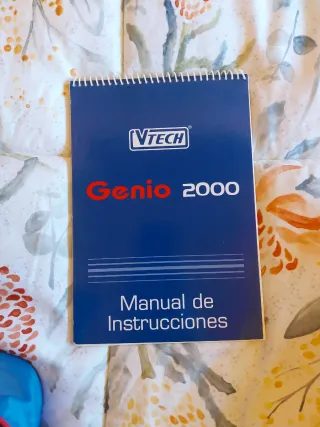 VTECH
Genio 2000
Manual de
Instrucciones